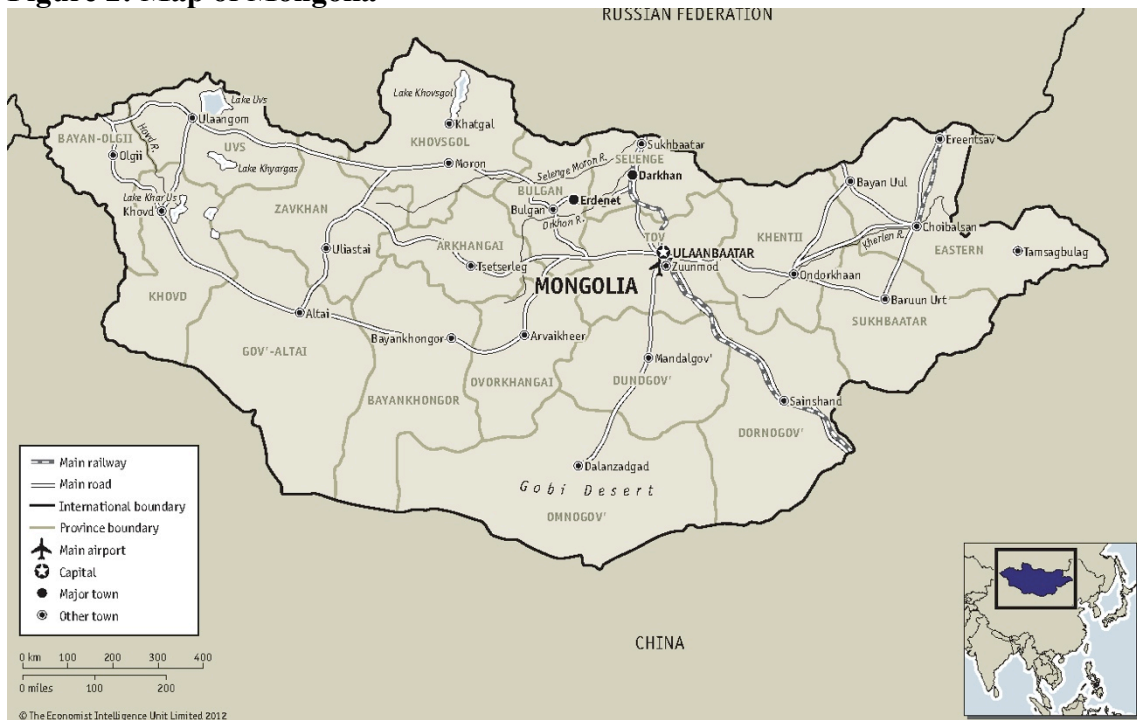 Figure 2: Map of Mongolia
RUSSIAN FEDERATION
Lake Uvs
Ulaangom
BAYAN-OLGII
Hovd R.
Olgii
UVS
Lake Khyargas
Lake Khar Us
Khovd
KHOVD
Lake Khovsgol
Khatgal
KHOVSGOL
Moron
ZAVKHAN
Uliastai
Altai
GOV'-ALTAI
Selenge Moron R.
Sukhbaatar
SELENGE
Darkhan
BULGAN
Erdenet
Bulgan
Orkhon R.
ARKHANGAI
Tsetserleg
TOV
ULAANBAATAR
Zuunmod
MONGOLIA
Bayankhongor
Arvaikheer
BAYANKHONGOR
OVORKHANGAI
Mandalgov'
DUNDGOV'
Ereentsav
Bayan Uul
KHENTII
Choibalsan
Kherlen R.
EASTERN
Tamsagbulag
Ondorkhaan
Baruun Urt
SUKHBAATAR
Sainshand
DORNOGOV'
Dalanzadgad
Gobi Desert
OMNOGOV'
CHINA
Main railway
Main road
International boundary
Province boundary
Main airport
Capital
Major town
Other town
0 km 100 200 300 400
0 miles 100 200
© The Economist Intelligence Unit Limited 2012